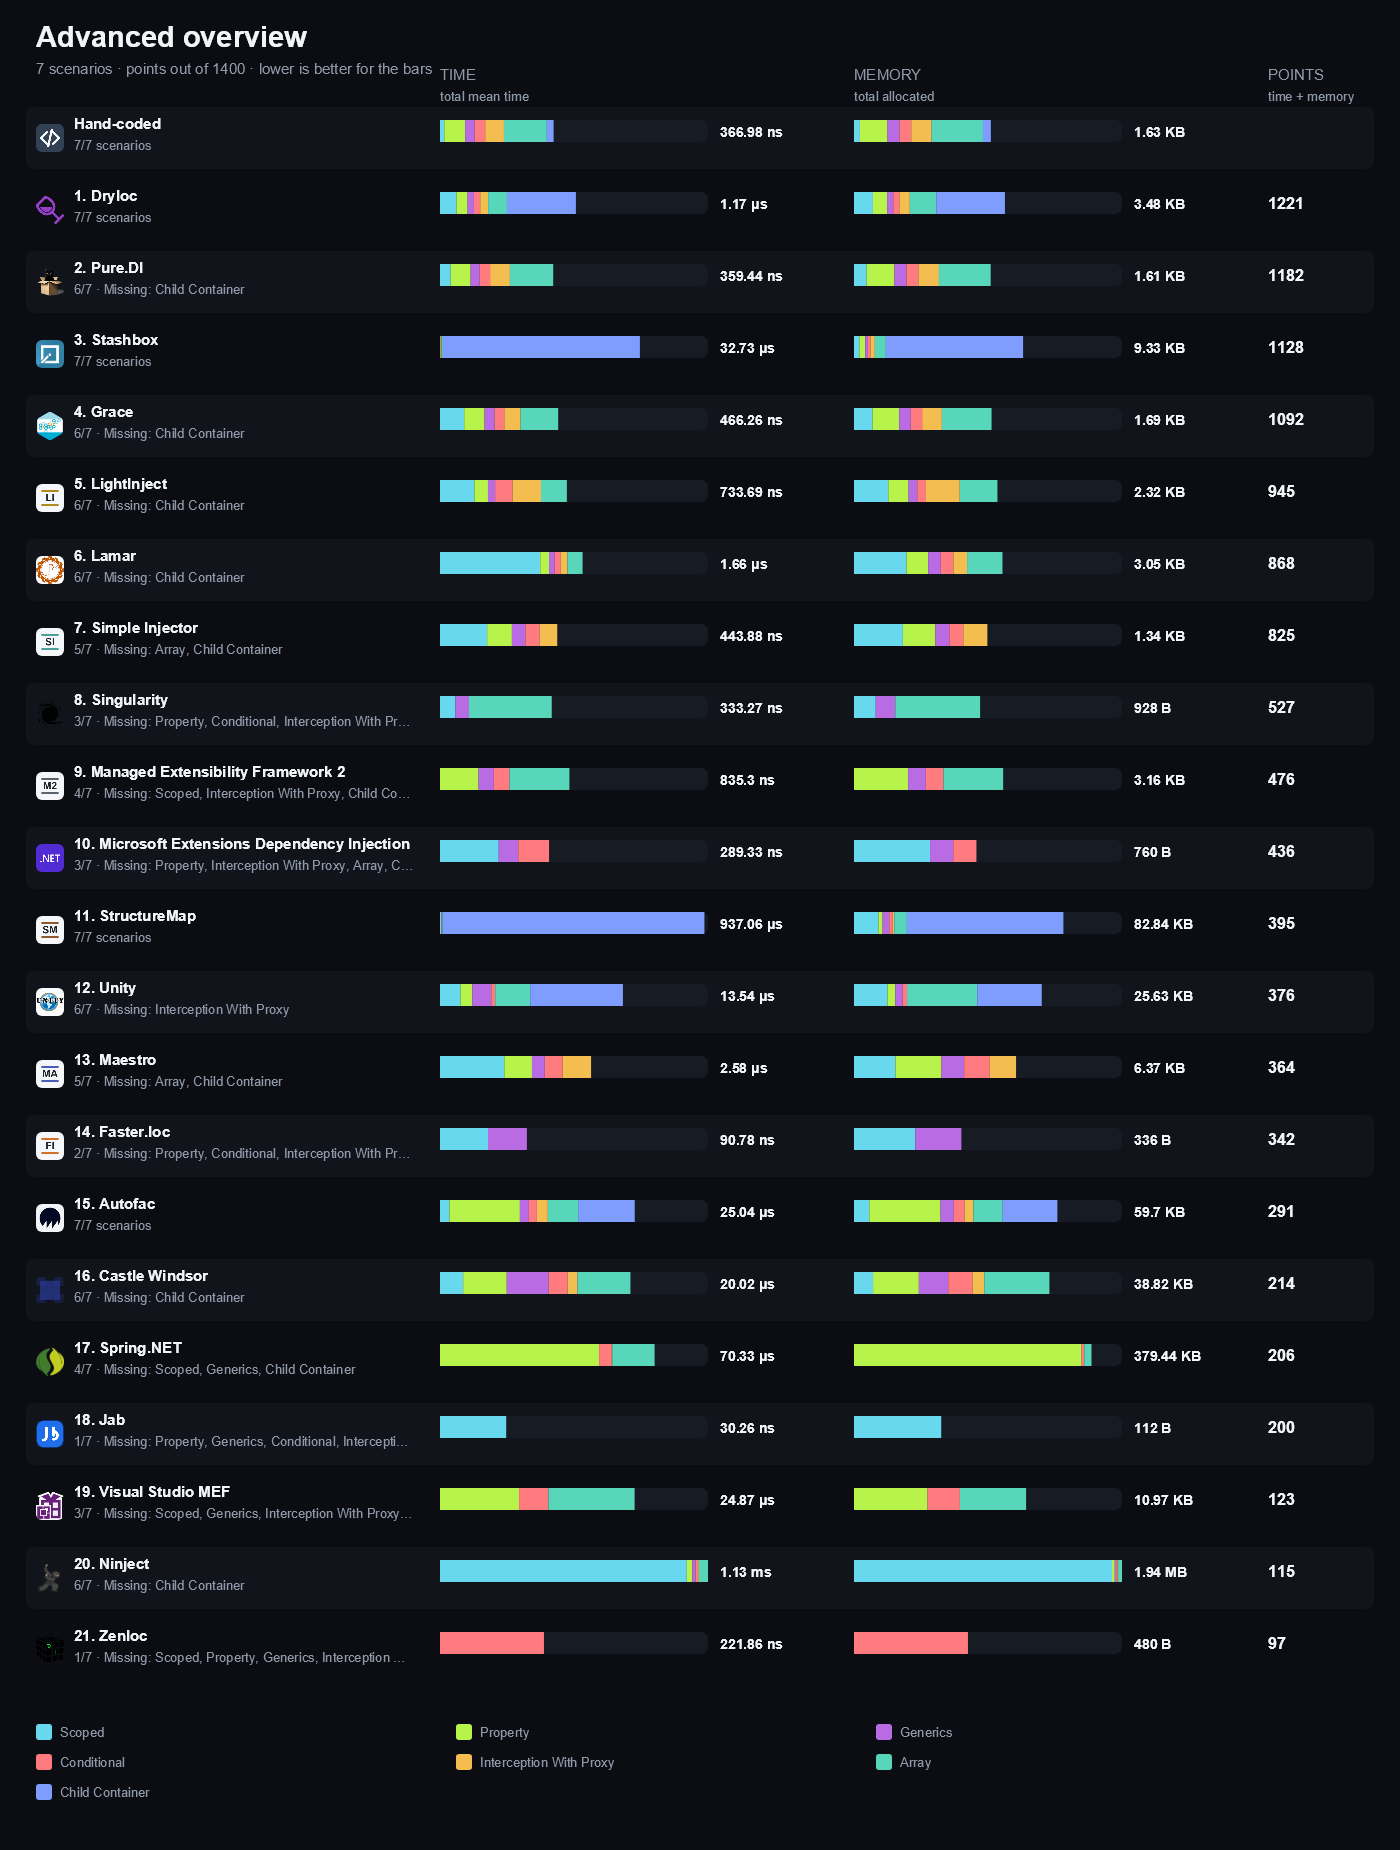 Advanced overview
7 scenarios · points out of 1400 · lower is better for the bars
TIME MEMORY POINTS
total mean time total allocated time + memory
Hand-coded
7/7 scenarios
366.98 ns 1.63 KB
1. DryIoc
7/7 scenarios
1.17 µs 3.48 KB 1221
2. Pure.DI
6/7 · Missing: Child Container
359.44 ns 1.61 KB 1182
3. Stashbox
7/7 scenarios
32.73 µs 9.33 KB 1128
4. Grace
6/7 · Missing: Child Container
466.26 ns 1.69 KB 1092
LI
5. LightInject
6/7 · Missing: Child Container
733.69 ns 2.32 KB 945
6. Lamar
6/7 · Missing: Child Container
1.66 µs 3.05 KB 868
SI
7. Simple Injector
5/7 · Missing: Array, Child Container
443.88 ns 1.34 KB 825
8. Singularity
3/7 · Missing: Property, Conditional, Interception With Pr…
333.27 ns 928 B 527
M2
9. Managed Extensibility Framework 2
4/7 · Missing: Scoped, Interception With Proxy, Child Co…
835.3 ns 3.16 KB 476
.NET
10. Microsoft Extensions Dependency Injection
3/7 · Missing: Property, Interception With Proxy, Array, C…
289.33 ns 760 B 436
SM
11. StructureMap
7/7 scenarios
937.06 µs 82.84 KB 395
UNITY
12. Unity
6/7 · Missing: Interception With Proxy
13.54 µs 25.63 KB 376
MA
13. Maestro
5/7 · Missing: Array, Child Container
2.58 µs 6.37 KB 364
FI
14. Faster.Ioc
2/7 · Missing: Property, Conditional, Interception With Pr…
90.78 ns 336 B 342
15. Autofac
7/7 scenarios
25.04 µs 59.7 KB 291
16. Castle Windsor
6/7 · Missing: Child Container
20.02 µs 38.82 KB 214
17. Spring.NET
4/7 · Missing: Scoped, Generics, Child Container
70.33 µs 379.44 KB 206
Jb
18. Jab
1/7 · Missing: Property, Generics, Conditional, Intercepti…
30.26 ns 112 B 200
19. Visual Studio MEF
3/7 · Missing: Scoped, Generics, Interception With Proxy…
24.87 µs 10.97 KB 123
20. Ninject
6/7 · Missing: Child Container
1.13 ms 1.94 MB 115
21. ZenIoc
1/7 · Missing: Scoped, Property, Generics, Interception …
221.86 ns 480 B 97
Scoped Property Generics
Conditional Interception With Proxy Array
Child Container